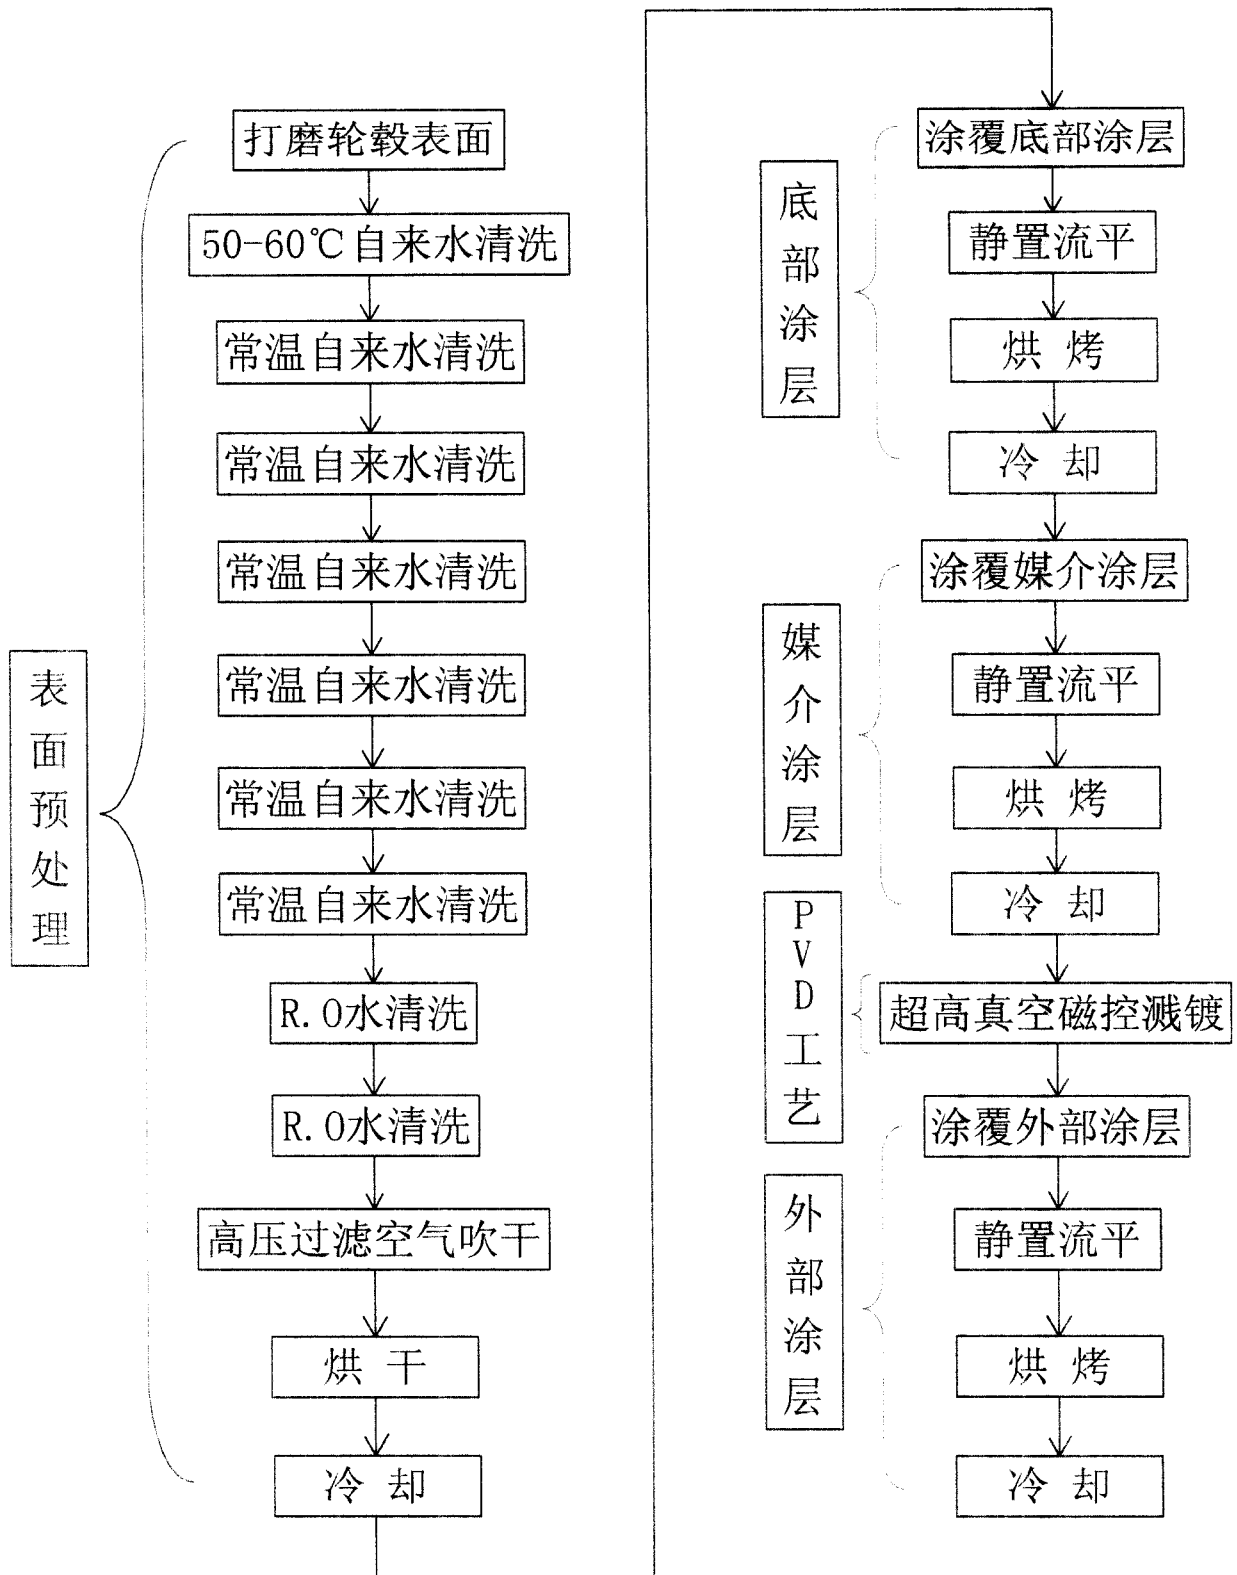 表面预处理
打磨轮毂表面
50-60℃自来水清洗
常温自来水清洗
常温自来水清洗
常温自来水清洗
常温自来水清洗
常温自来水清洗
常温自来水清洗
R.O水清洗
R.O水清洗
高压过滤空气吹干
烘 干
冷 却
底部涂层
涂覆底部涂层
静置流平
烘 烤
冷 却
媒介涂层
涂覆媒介涂层
静置流平
烘 烤
冷 却
PVD工艺
超高真空磁控溅镀
外部涂层
涂覆外部涂层
静置流平
烘 烤
冷 却